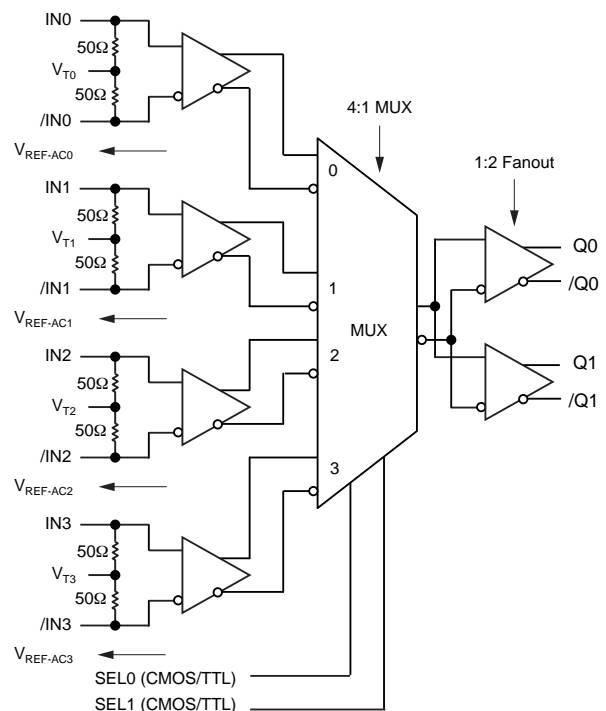 IN0
50Ω
VT0
50Ω
/IN0
VREF-AC0
IN1
50Ω
VT1
50Ω
/IN1
VREF-AC1
IN2
50Ω
VT2
50Ω
/IN2
VREF-AC2
IN3
50Ω
VT3
50Ω
/IN3
VREF-AC3
SEL0 (CMOS/TTL)
SEL1 (CMOS/TTL)
4:1 MUX
0
1
MUX
2
3
1:2 Fanout
Q0
/Q0
Q1
/Q1